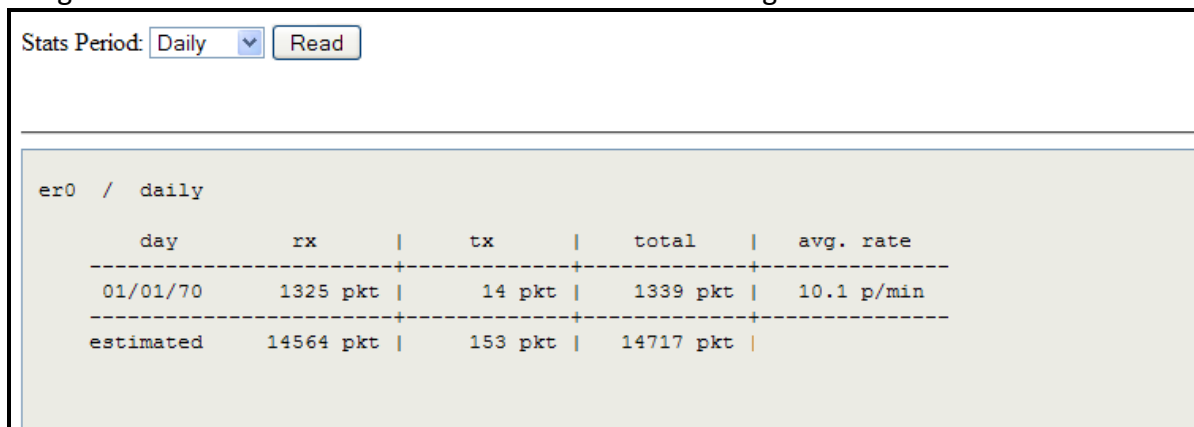 Stats Period: Daily Read
er0 / daily
day rx | tx | total | avg. rate
------------------------+-------------+-------------+---------------
01/01/70 1325 pkt | 14 pkt | 1339 pkt | 10.1 p/min
------------------------+-------------+-------------+---------------
estimated 14564 pkt | 153 pkt | 14717 pkt |